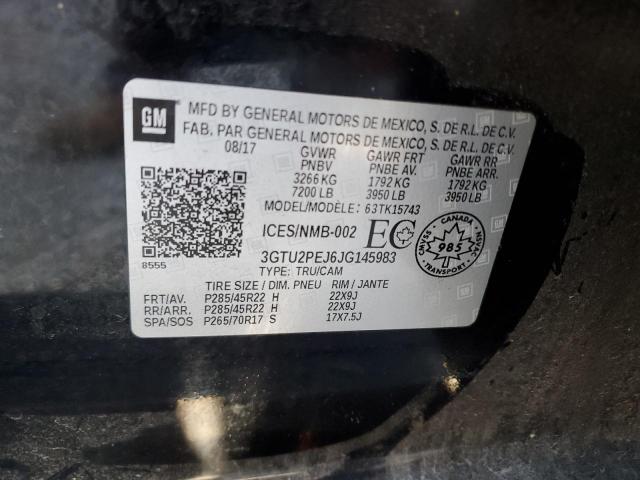 GM
MFD BY GENERAL MOTORS DE MEXICO, S. DE R.L. DE C.V.
FAB. PAR GENERAL MOTORS DE MEXICO, S. DE R.L. DE C.V.
08/17 GVWR GAWR FRT GAWR RR
PNBV PNBE AV. PNBE ARR.
3266 KG 1792 KG 1792 KG
7200 LB 3950 LB 3950 LB
MODEL/MODÈLE: 63TK15743
ICES/NMB-002 EC
CANADA
CMVSS 985 NSVAC
3GTU2PEJ6JG145983
8555
TYPE: TRU/CAM
TIRE SIZE / DIM. PNEU RIM / JANTE
FRT/AV. P285/45R22 H 22X9J
RR/ARR. P285/45R22 H 22X9J
SPA/SOS P265/70R17 S 17X7.5J